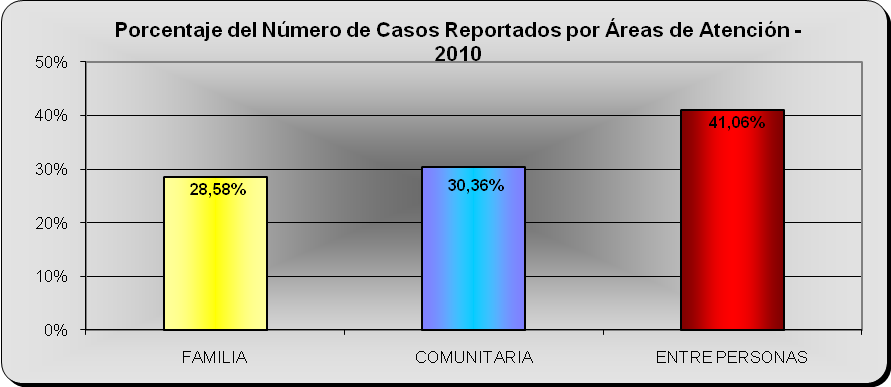 Porcentaje del Número de Casos Reportados por Áreas de Atención -
2010
50%
40%
30%
20%
10%
0%
28,58%
30,36%
41,06%
FAMILIA
COMUNITARIA
ENTRE PERSONAS